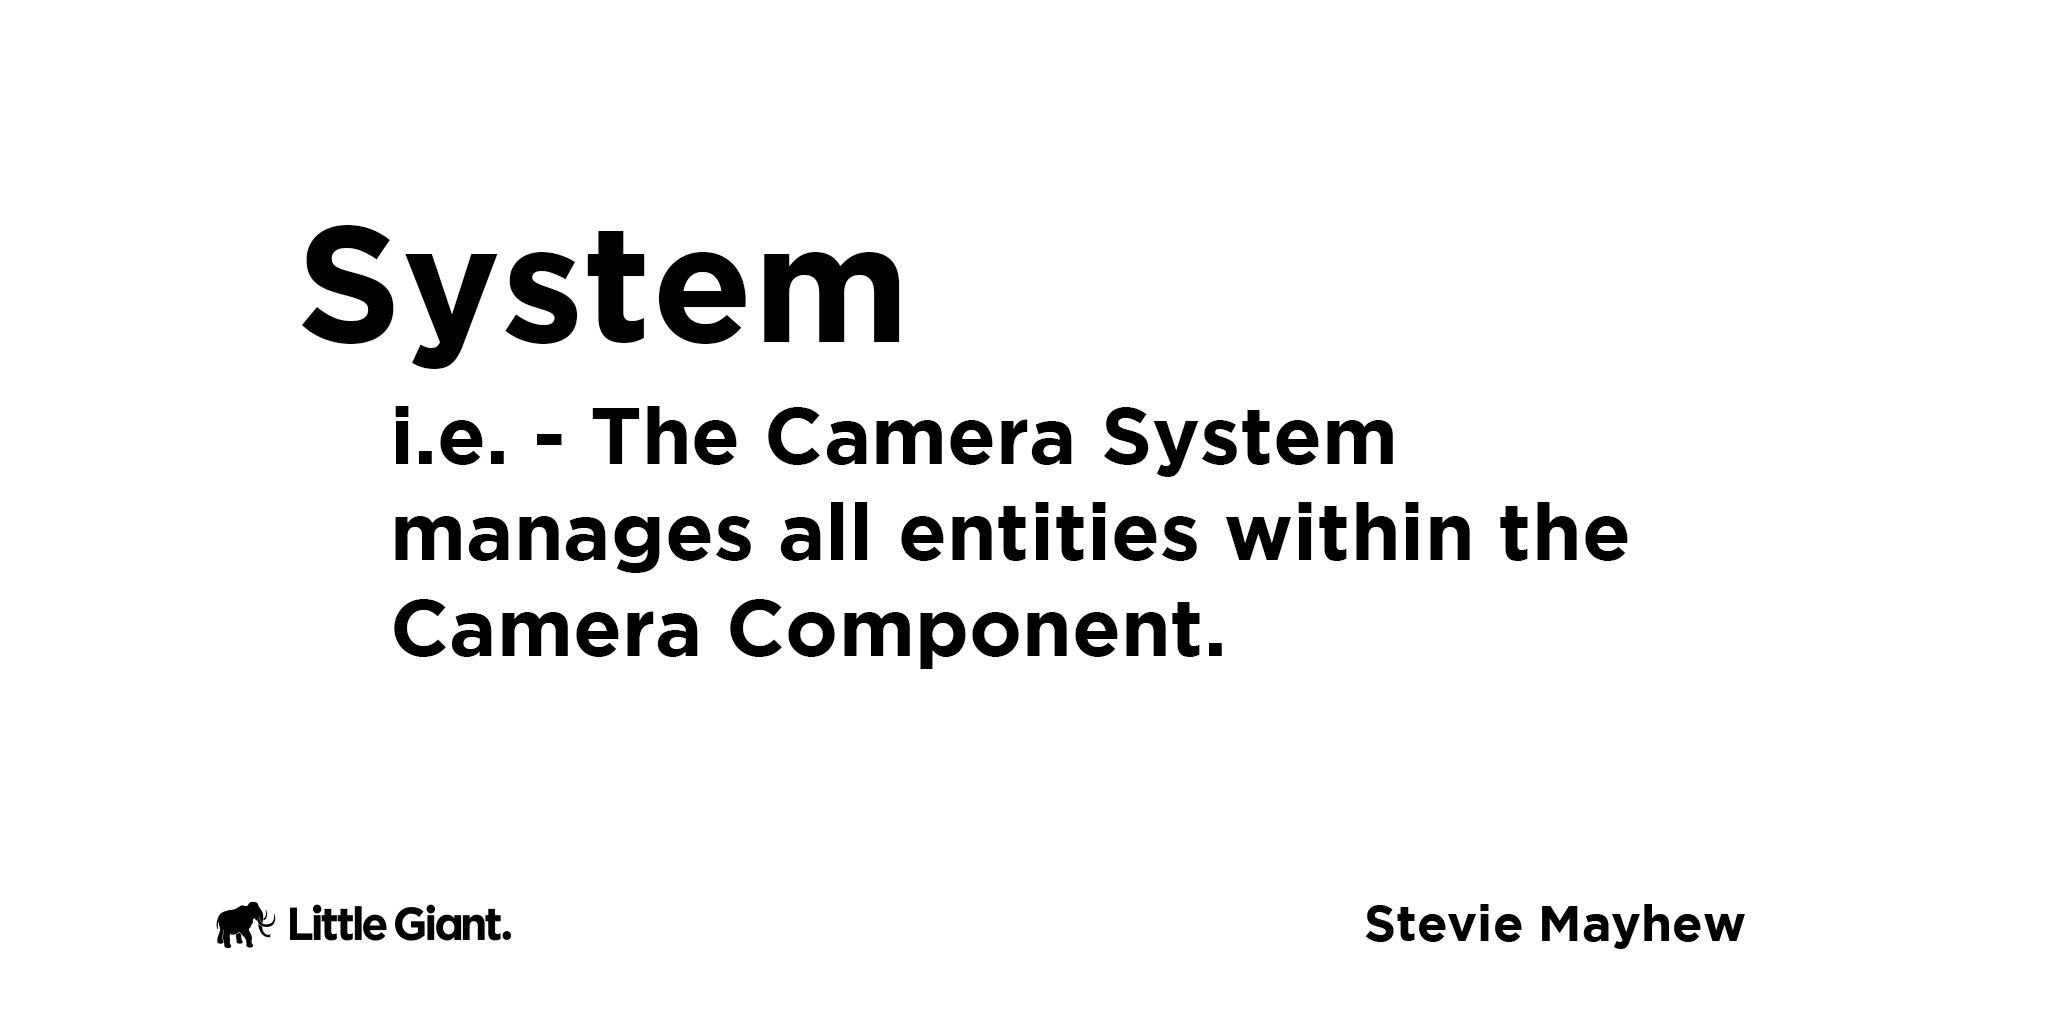 System
i.e. - The Camera System
manages all entities within the
Camera Component.
Little Giant.
Stevie Mayhew